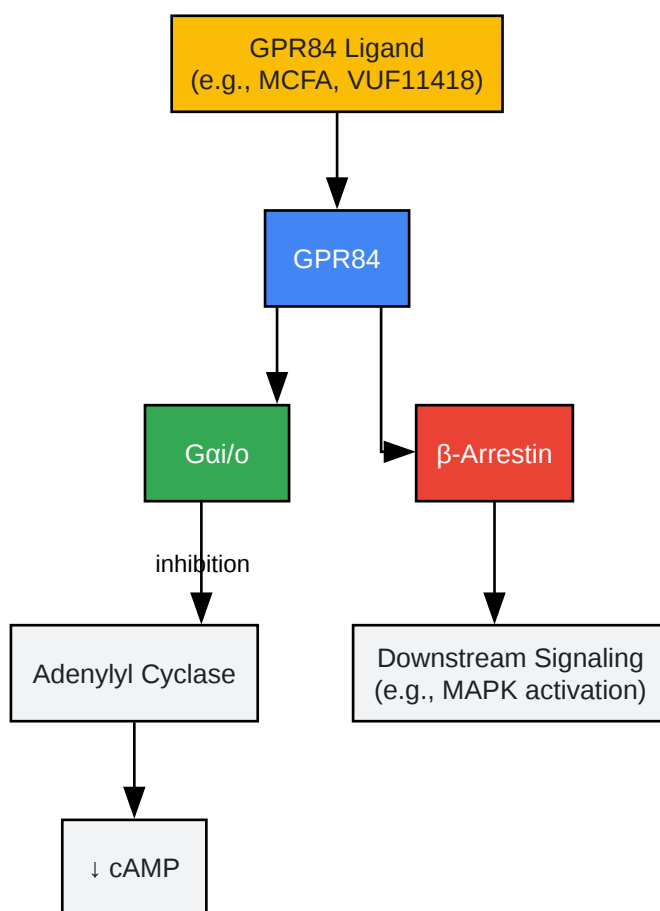 GPR84 Ligand
(e.g., MCFA, VUF11418)
GPR84
Gαi/o
β-Arrestin
inhibition
Adenylyl Cyclase
Downstream Signaling
(e.g., MAPK activation)
↓ cAMP